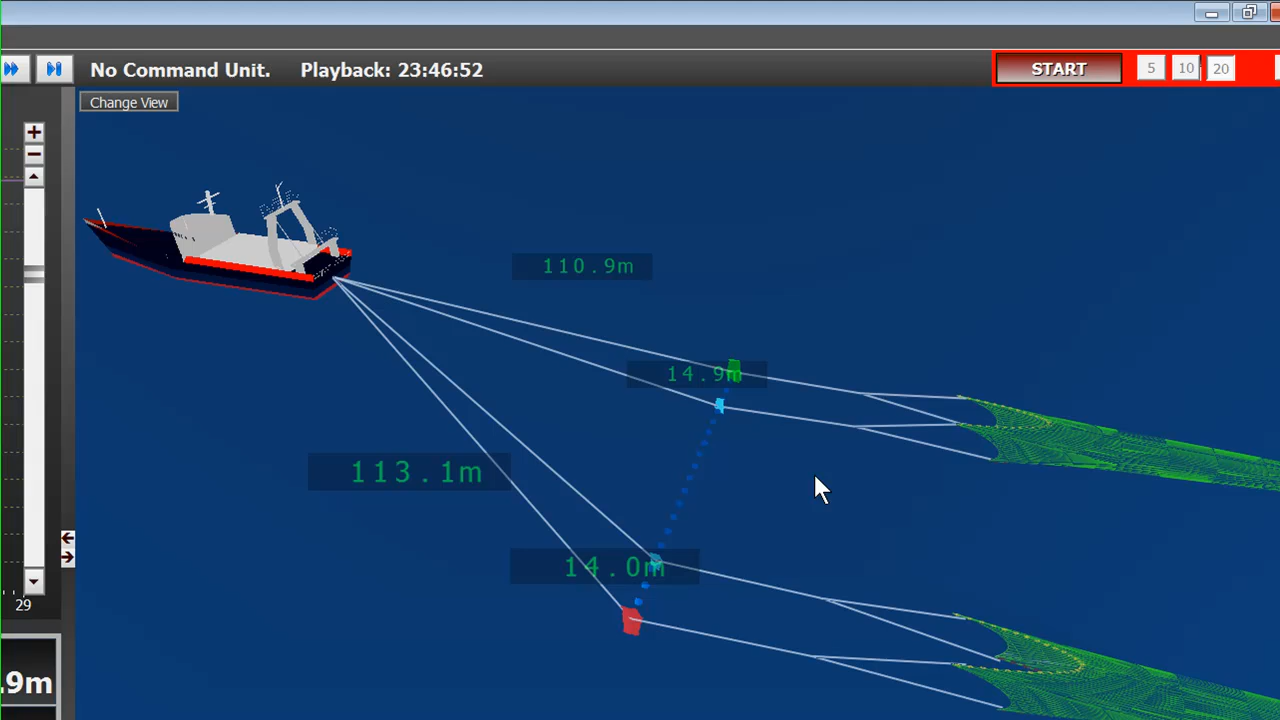 No Command Unit. Playback: 23:46:52
START 5 10 20
Change View
110.9m
14.9m
113.1m
14.0m
29
.9m